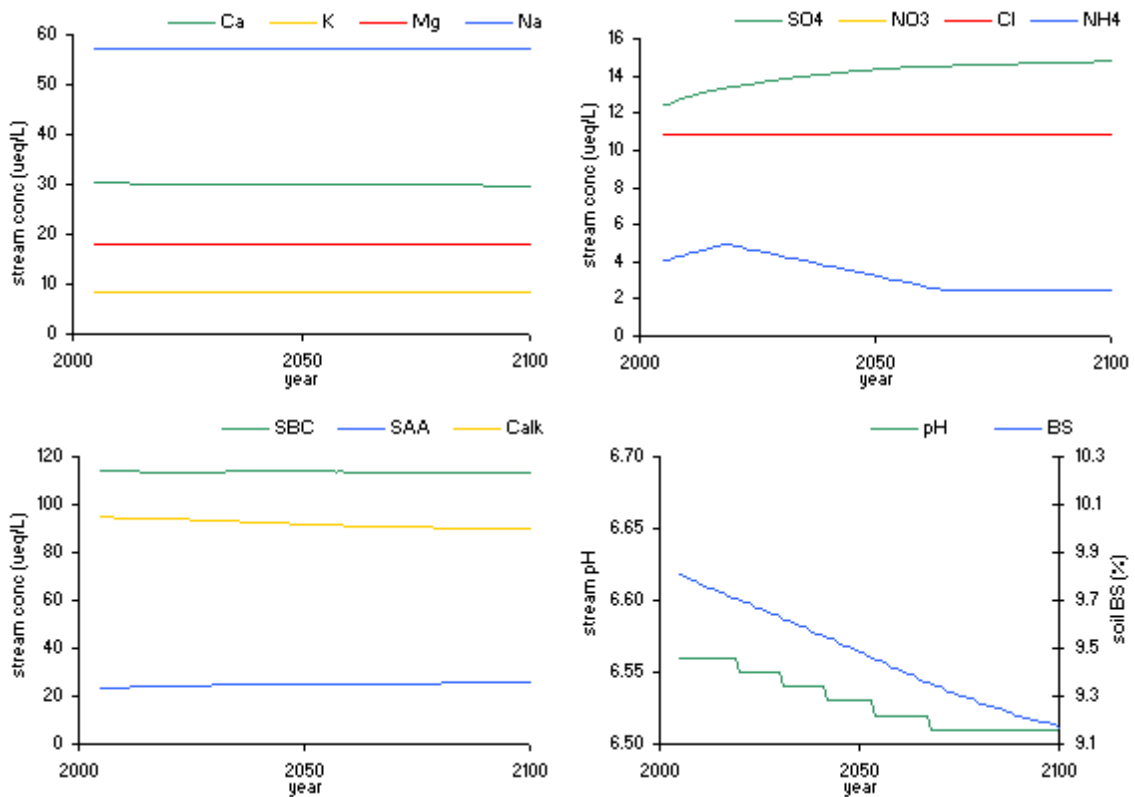 Ca K Mg Na
60
50
40
30
20
10
0
stream conc (ueq/L)
2000 2050 2100
year
SO4 NO3 Cl NH4
16
14
12
10
8
6
4
2
0
stream conc (ueq/L)
2000 2050 2100
year
SBC SAA Calk
120
100
80
60
40
20
0
stream conc (ueq/L)
2000 2050 2100
year
pH BS
6.70
6.65
6.60
6.55
6.50
stream pH
10.3
10.1
9.9
9.7
9.5
9.3
9.1
soil BS (%)
2000 2050 2100
year